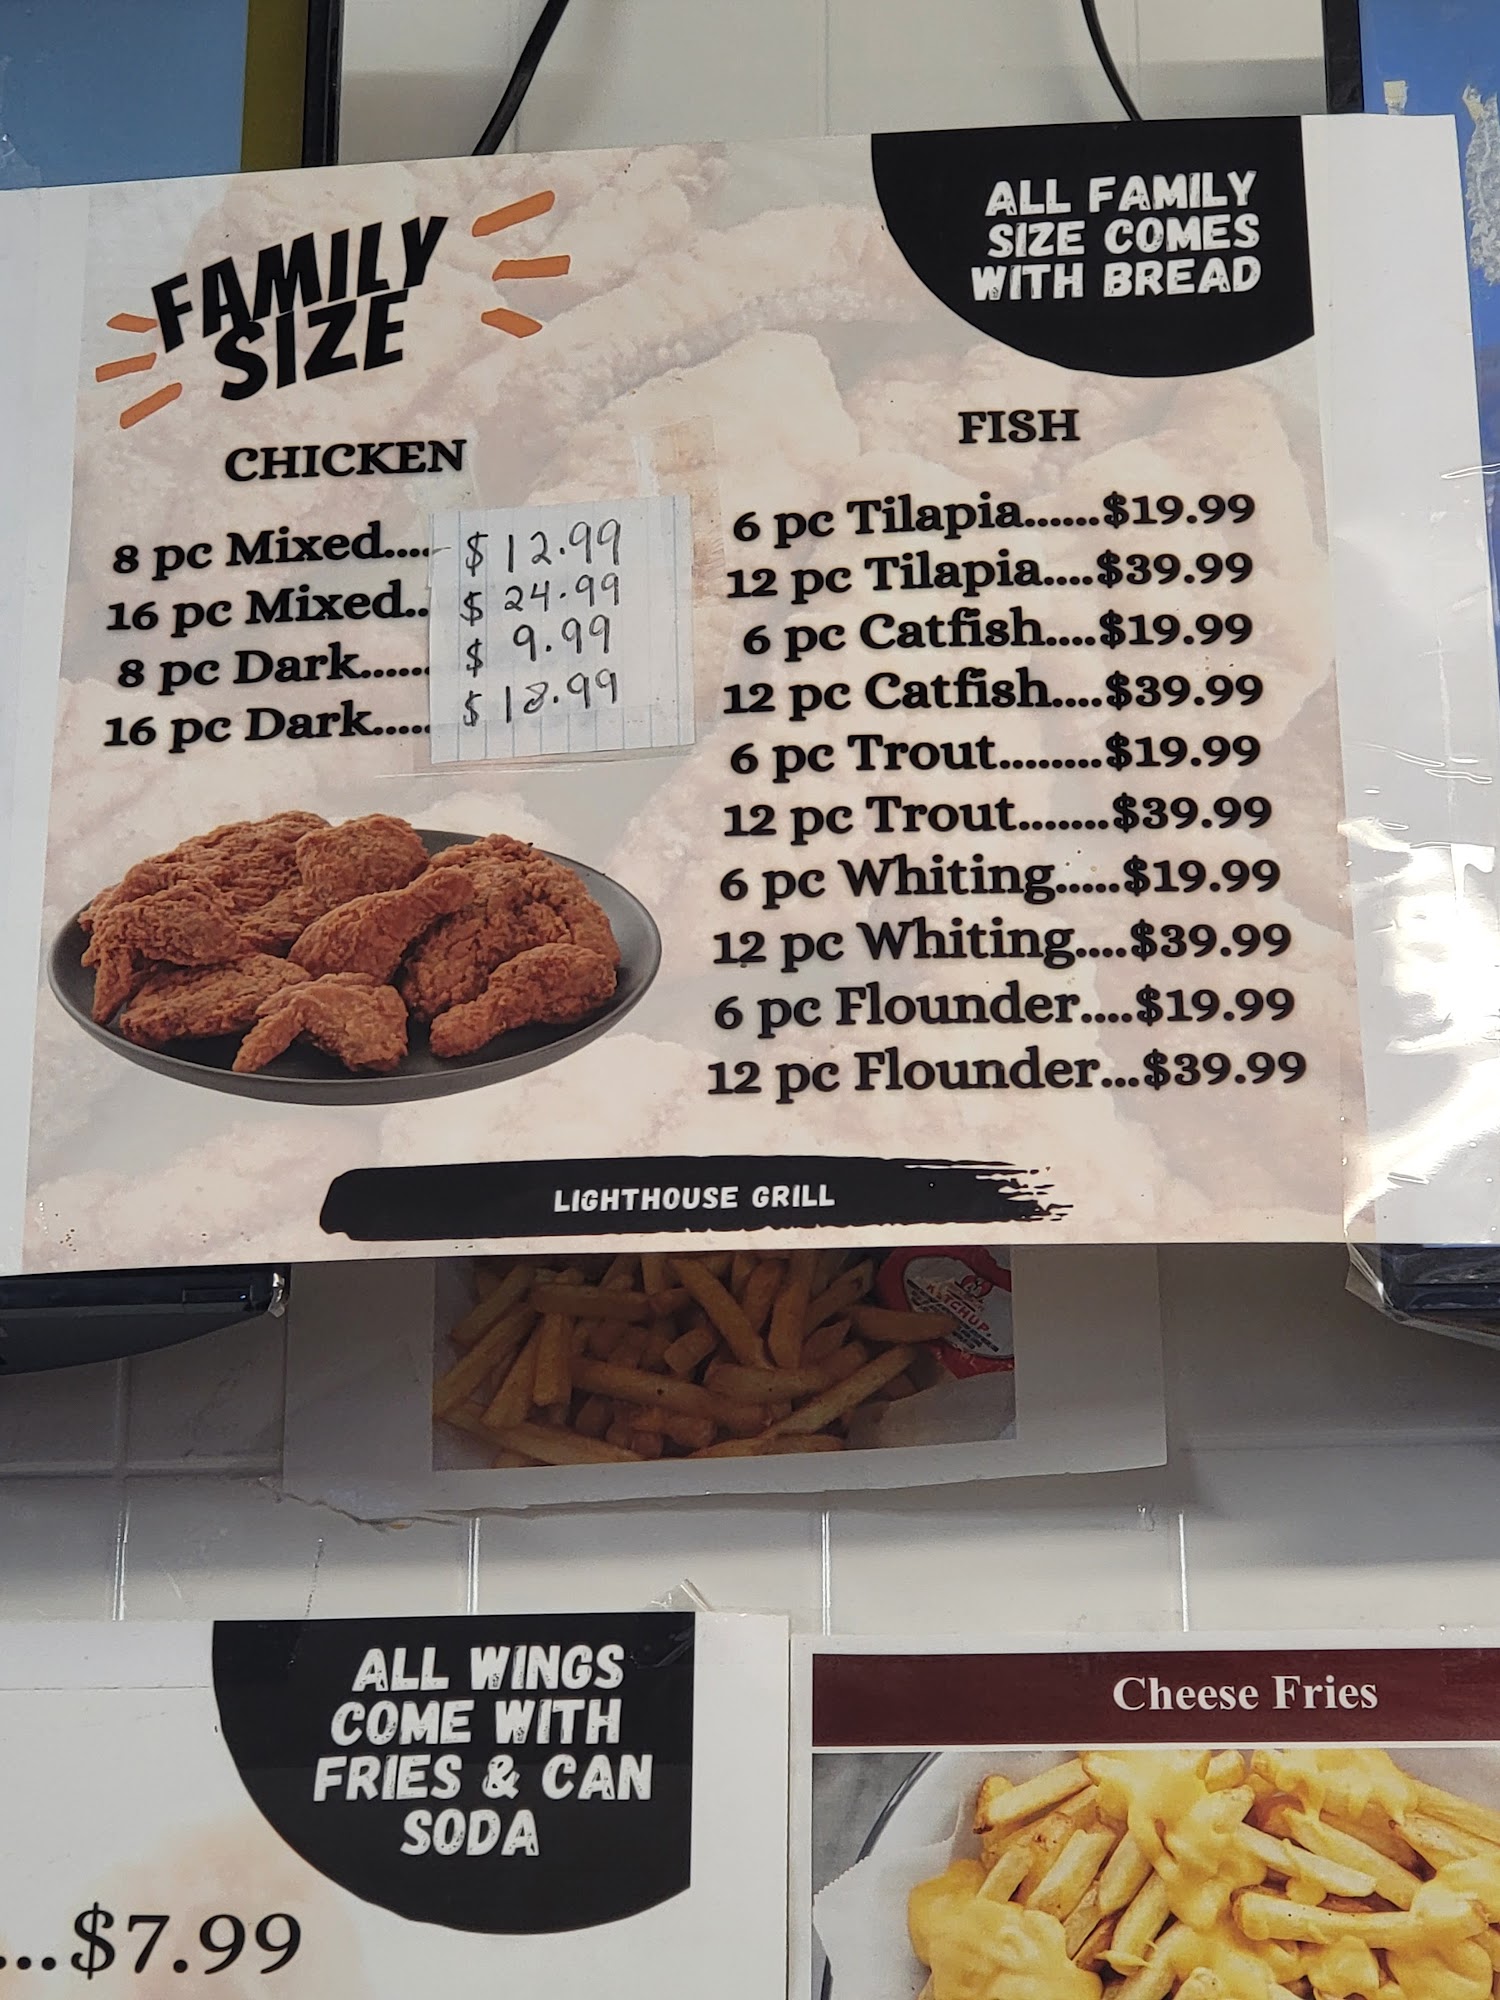 FAMILY
SIZE
ALL FAMILY
SIZE COMES
WITH BREAD
CHICKEN
8 pc Mixed....- $12.99
16 pc Mixed.. $24.99
8 pc Dark...... $9.99
16 pc Dark..... $18.99
FISH
6 pc Tilapia......$19.99
12 pc Tilapia....$39.99
6 pc Catfish....$19.99
12 pc Catfish....$39.99
6 pc Trout........$19.99
12 pc Trout.......$39.99
6 pc Whiting.....$19.99
12 pc Whiting....$39.99
6 pc Flounder....$19.99
12 pc Flounder...$39.99
LIGHTHOUSE GRILL
KETCHUP
ALL WINGS
COME WITH
FRIES & CAN
SODA
...$7.99
Cheese Fries